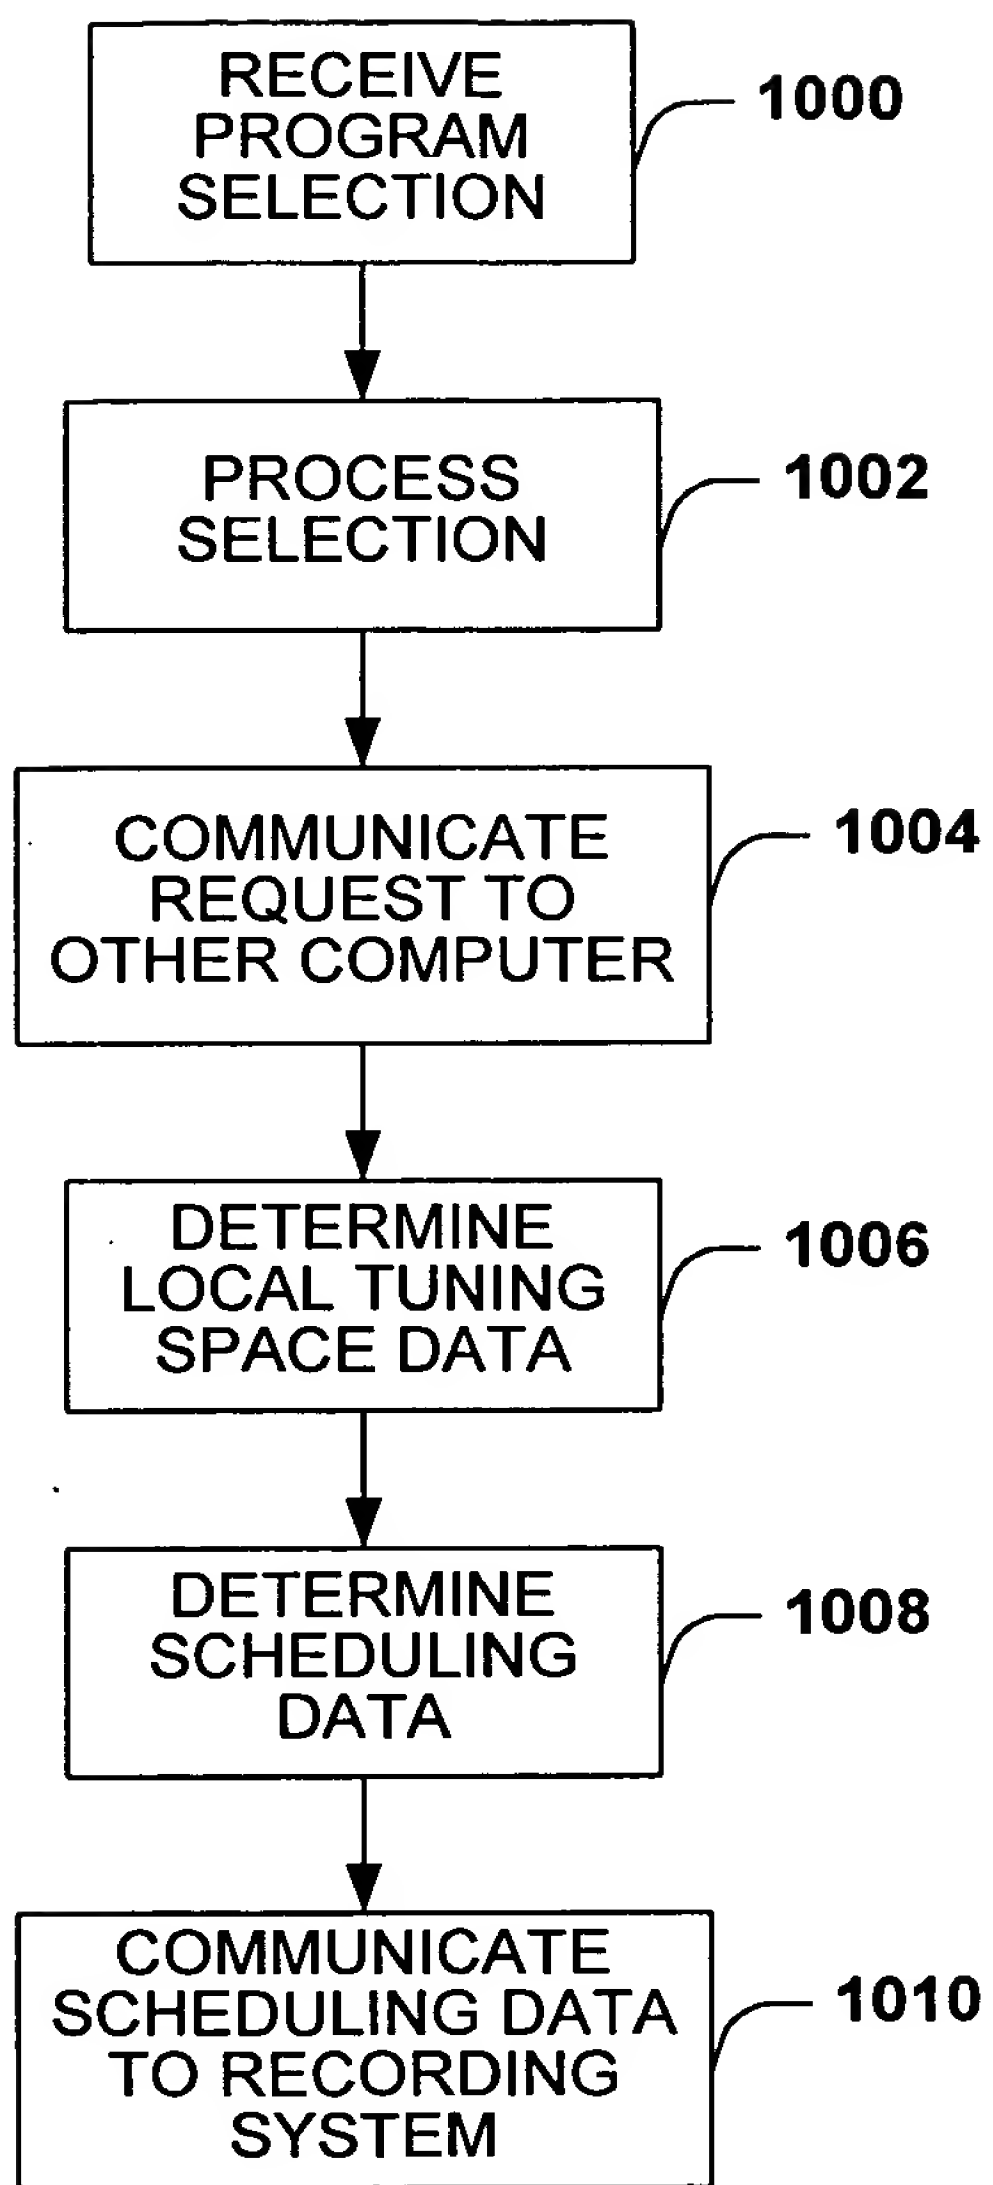 RECEIVE
PROGRAM
SELECTION
1000
PROCESS
SELECTION
1002
COMMUNICATE
REQUEST TO
OTHER COMPUTER
1004
DETERMINE
LOCAL TUNING
SPACE DATA
1006
DETERMINE
SCHEDULING
DATA
1008
COMMUNICATE
SCHEDULING DATA
TO RECORDING
SYSTEM
1010